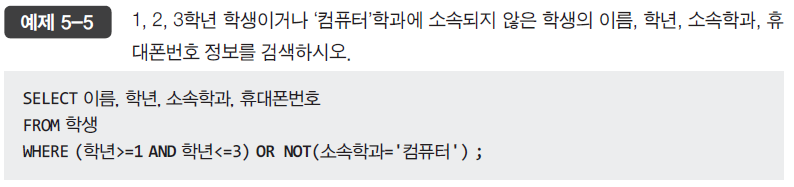 예제 5-5 1, 2, 3학년 학생이거나 ‘컴퓨터’학과에 소속되지 않은 학생의 이름, 학년, 소속학과, 휴
대폰번호 정보를 검색하시오.
SELECT 이름, 학년, 소속학과, 휴대폰번호
FROM 학생
WHERE (학년>=1 AND 학년<=3) OR NOT(소속학과='컴퓨터') ;